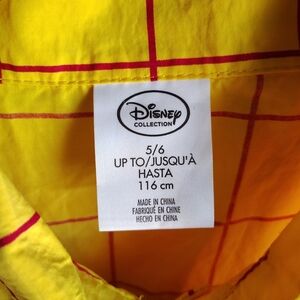 Disney
COLLECTION
5/6
UP TO/JUSQU'À
HASTA
116 cm
MADE IN CHINA
FABRIQUÉ EN CHINE
HECHO EN CHINA